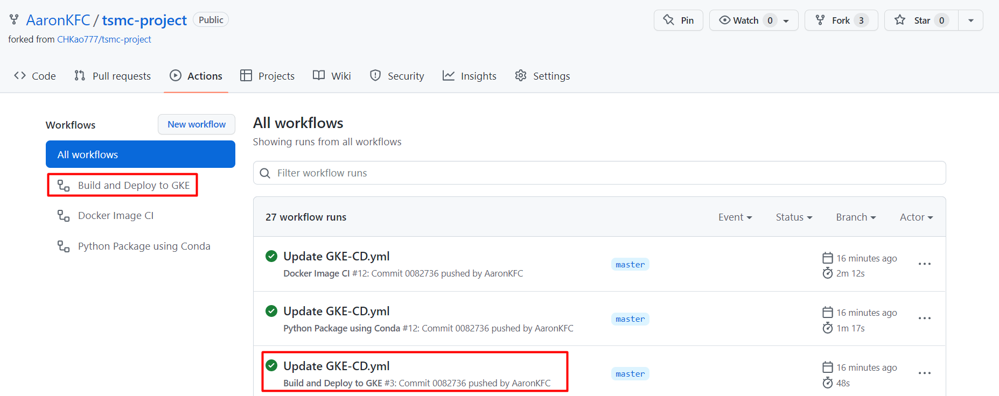 AaronKFC / tsmc-project Public
Pin
Watch 0
Fork 3
Star 0
forked from CHKao777/tsmc-project
Code
Pull requests
Actions
Projects
Wiki
Security
Insights
Settings
Workflows
New workflow
All workflows
Build and Deploy to GKE
Docker Image CI
Python Package using Conda
All workflows
Showing runs from all workflows
Filter workflow runs
27 workflow runs
Event
Status
Branch
Actor
Update GKE-CD.yml
Docker Image CI #12: Commit 0082736 pushed by AaronKFC
master
16 minutes ago
2m 12s
Update GKE-CD.yml
Python Package using Conda #12: Commit 0082736 pushed by AaronKFC
master
16 minutes ago
1m 17s
Update GKE-CD.yml
Build and Deploy to GKE #3: Commit 0082736 pushed by AaronKFC
master
16 minutes ago
48s